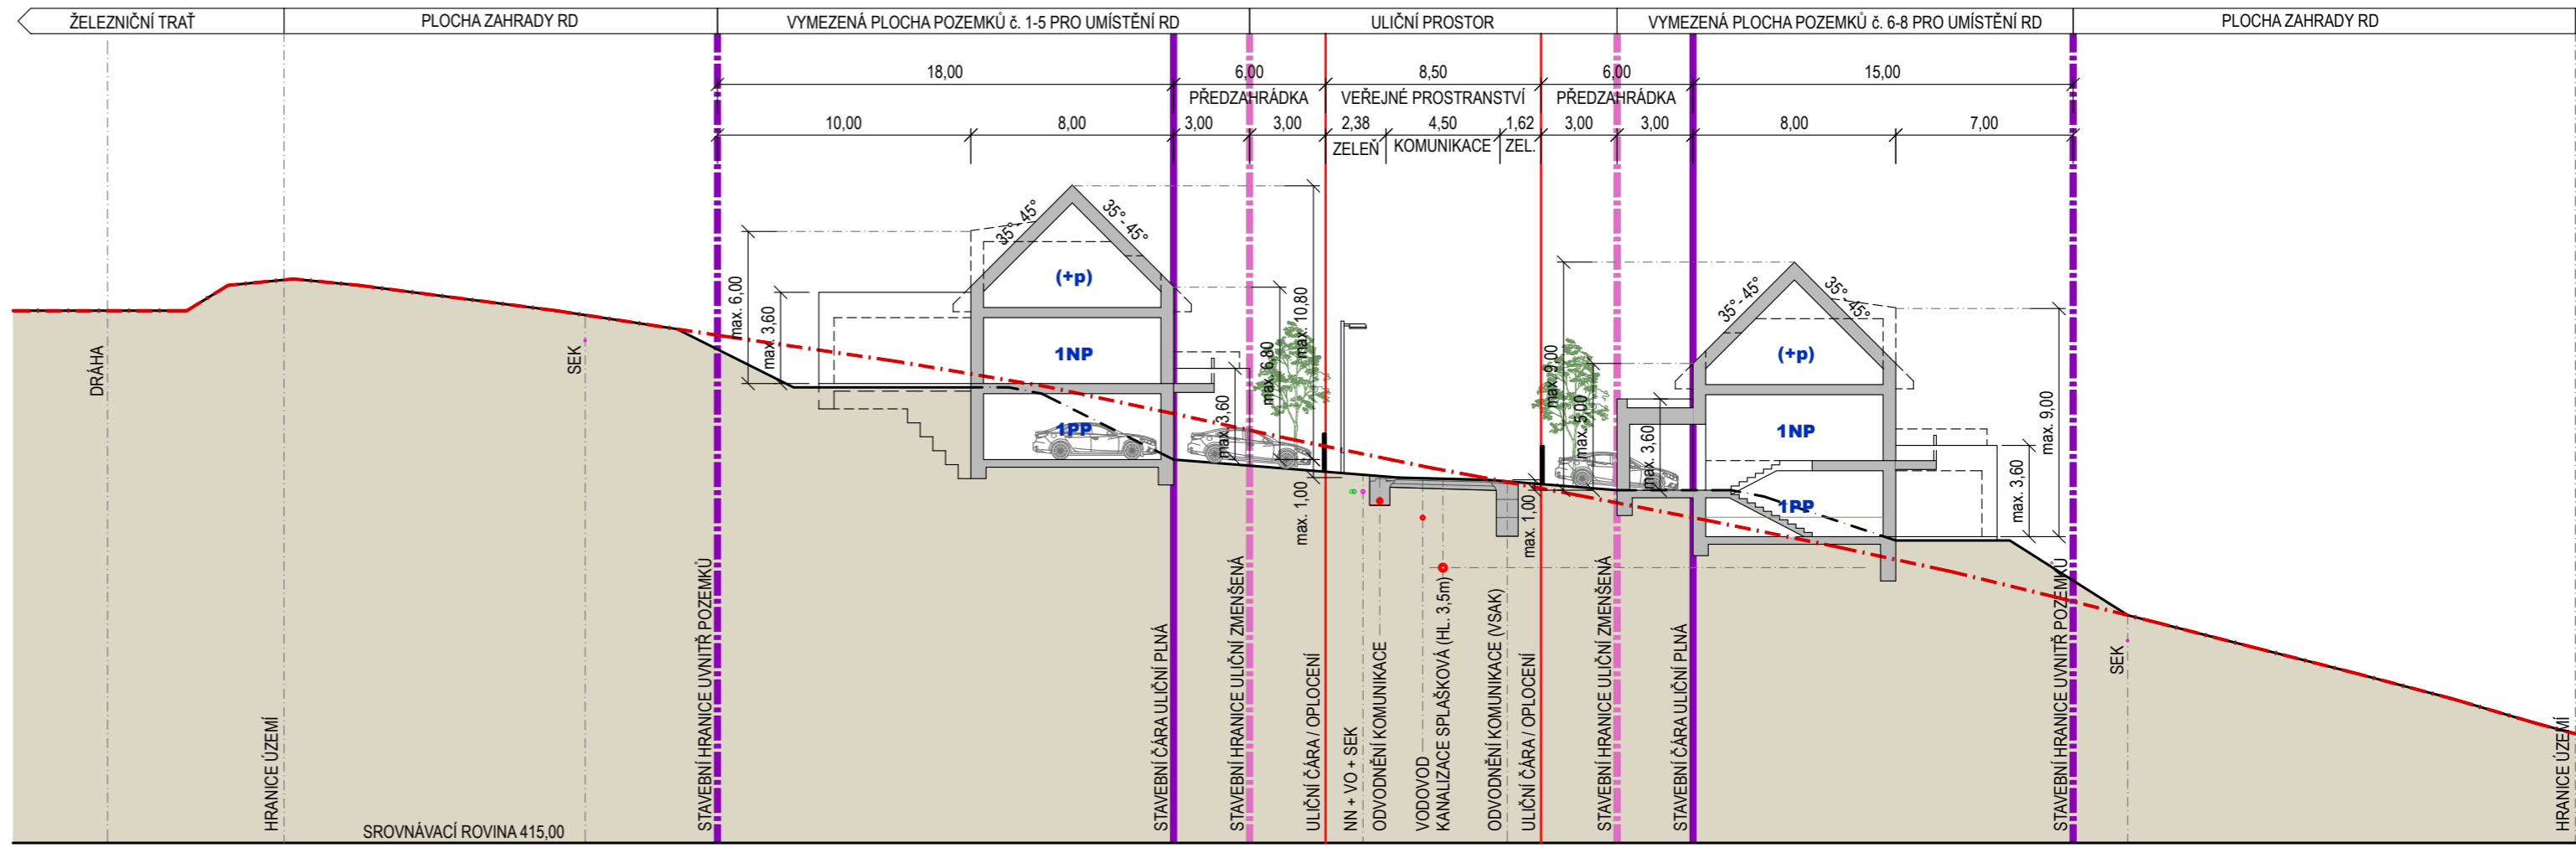 ŽELEZNIČNÍ TRAŤ
PLOCHA ZAHRADY RD
VYMEZENÁ PLOCHA POZEMKŮ č. 1-5 PRO UMÍSTĚNÍ RD
ULIČNÍ PROSTOR
VYMEZENÁ PLOCHA POZEMKŮ č. 6-8 PRO UMÍSTĚNÍ RD
PLOCHA ZAHRADY RD
18,00
6,00
8,50
6,00
15,00
PŘEDZAHRÁDKA
VEŘEJNÉ PROSTRANSTVÍ
PŘEDZAHRÁDKA
10,00
8,00
3,00
3,00
2,38
4,50
1,62
3,00
3,00
8,00
7,00
ZELEŇ
KOMUNIKACE
ZEL.
35°- 45°
35°- 45°
max. 6,00
max. 3,60
(+p)
1NP
1PP
max. 10,80
max. 6,80
max. 3,60
max. 1,00
35°- 45°
35°- 45°
max. 9,00
max. 5,00
max. 3,60
max. 1,00
(+p)
1NP
1PP
max. 9,00
max. 3,60
DRÁHA
HRANICE ÚZEMÍ
SEK
STAVEBNÍ HRANICE UVNITŘ POZEMKŮ
STAVEBNÍ ČÁRA ULIČNÍ PLNÁ
STAVEBNÍ HRANICE ULIČNÍ ZMENŠENÁ
ULIČNÍ ČÁRA / OPLOCENÍ
NN + VO + SEK
ODVODNĚNÍ KOMUNIKACE
VODOVOD
KANALIZACE SPLAŠKOVÁ (HL. 3,5m)
ODVODNĚNÍ KOMUNIKACE (VSAK)
ULIČNÍ ČÁRA / OPLOCENÍ
STAVEBNÍ HRANICE ULIČNÍ ZMENŠENÁ
STAVEBNÍ ČÁRA ULIČNÍ PLNÁ
STAVEBNÍ HRANICE UVNITŘ POZEMKŮ
SEK
HRANICE ÚZEMÍ
SROVNÁVACÍ ROVINA 415,00